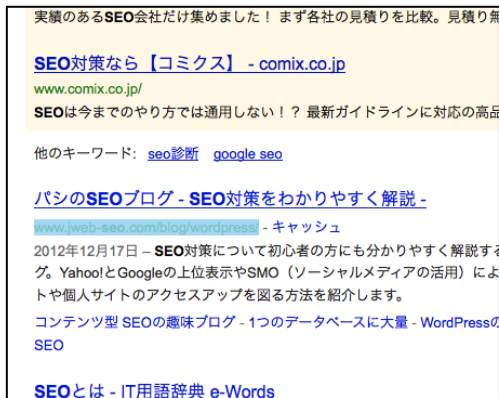 実績のあるSEO会社だけ集めました！ まず各社の見積りを比較。見積り無
SEO対策なら【コミクス】 - comix.co.jp
www.comix.co.jp/
SEOは今までのやり方では通用しない！？ 最新ガイドラインに対応の高品
他のキーワード: seo診断 google seo
パシのSEOブログ - SEO対策をわかりやすく解説 -
www.jweb-seo.com/blog/wordpress/ - キャッシュ
2012年12月17日 – SEO対策について初心者の方にも分かりやすく解説する
グ。Yahoo!とGoogleの上位表示やSMO（ソーシャルメディアの活用）によ
トや個人サイトのアクセスアップを図る方法を紹介します。
コンテンツ型 SEOの趣味ブログ - 1つのデータベースに大量 - WordPressの
SEO
SEOとは - IT用語辞典 e-Words